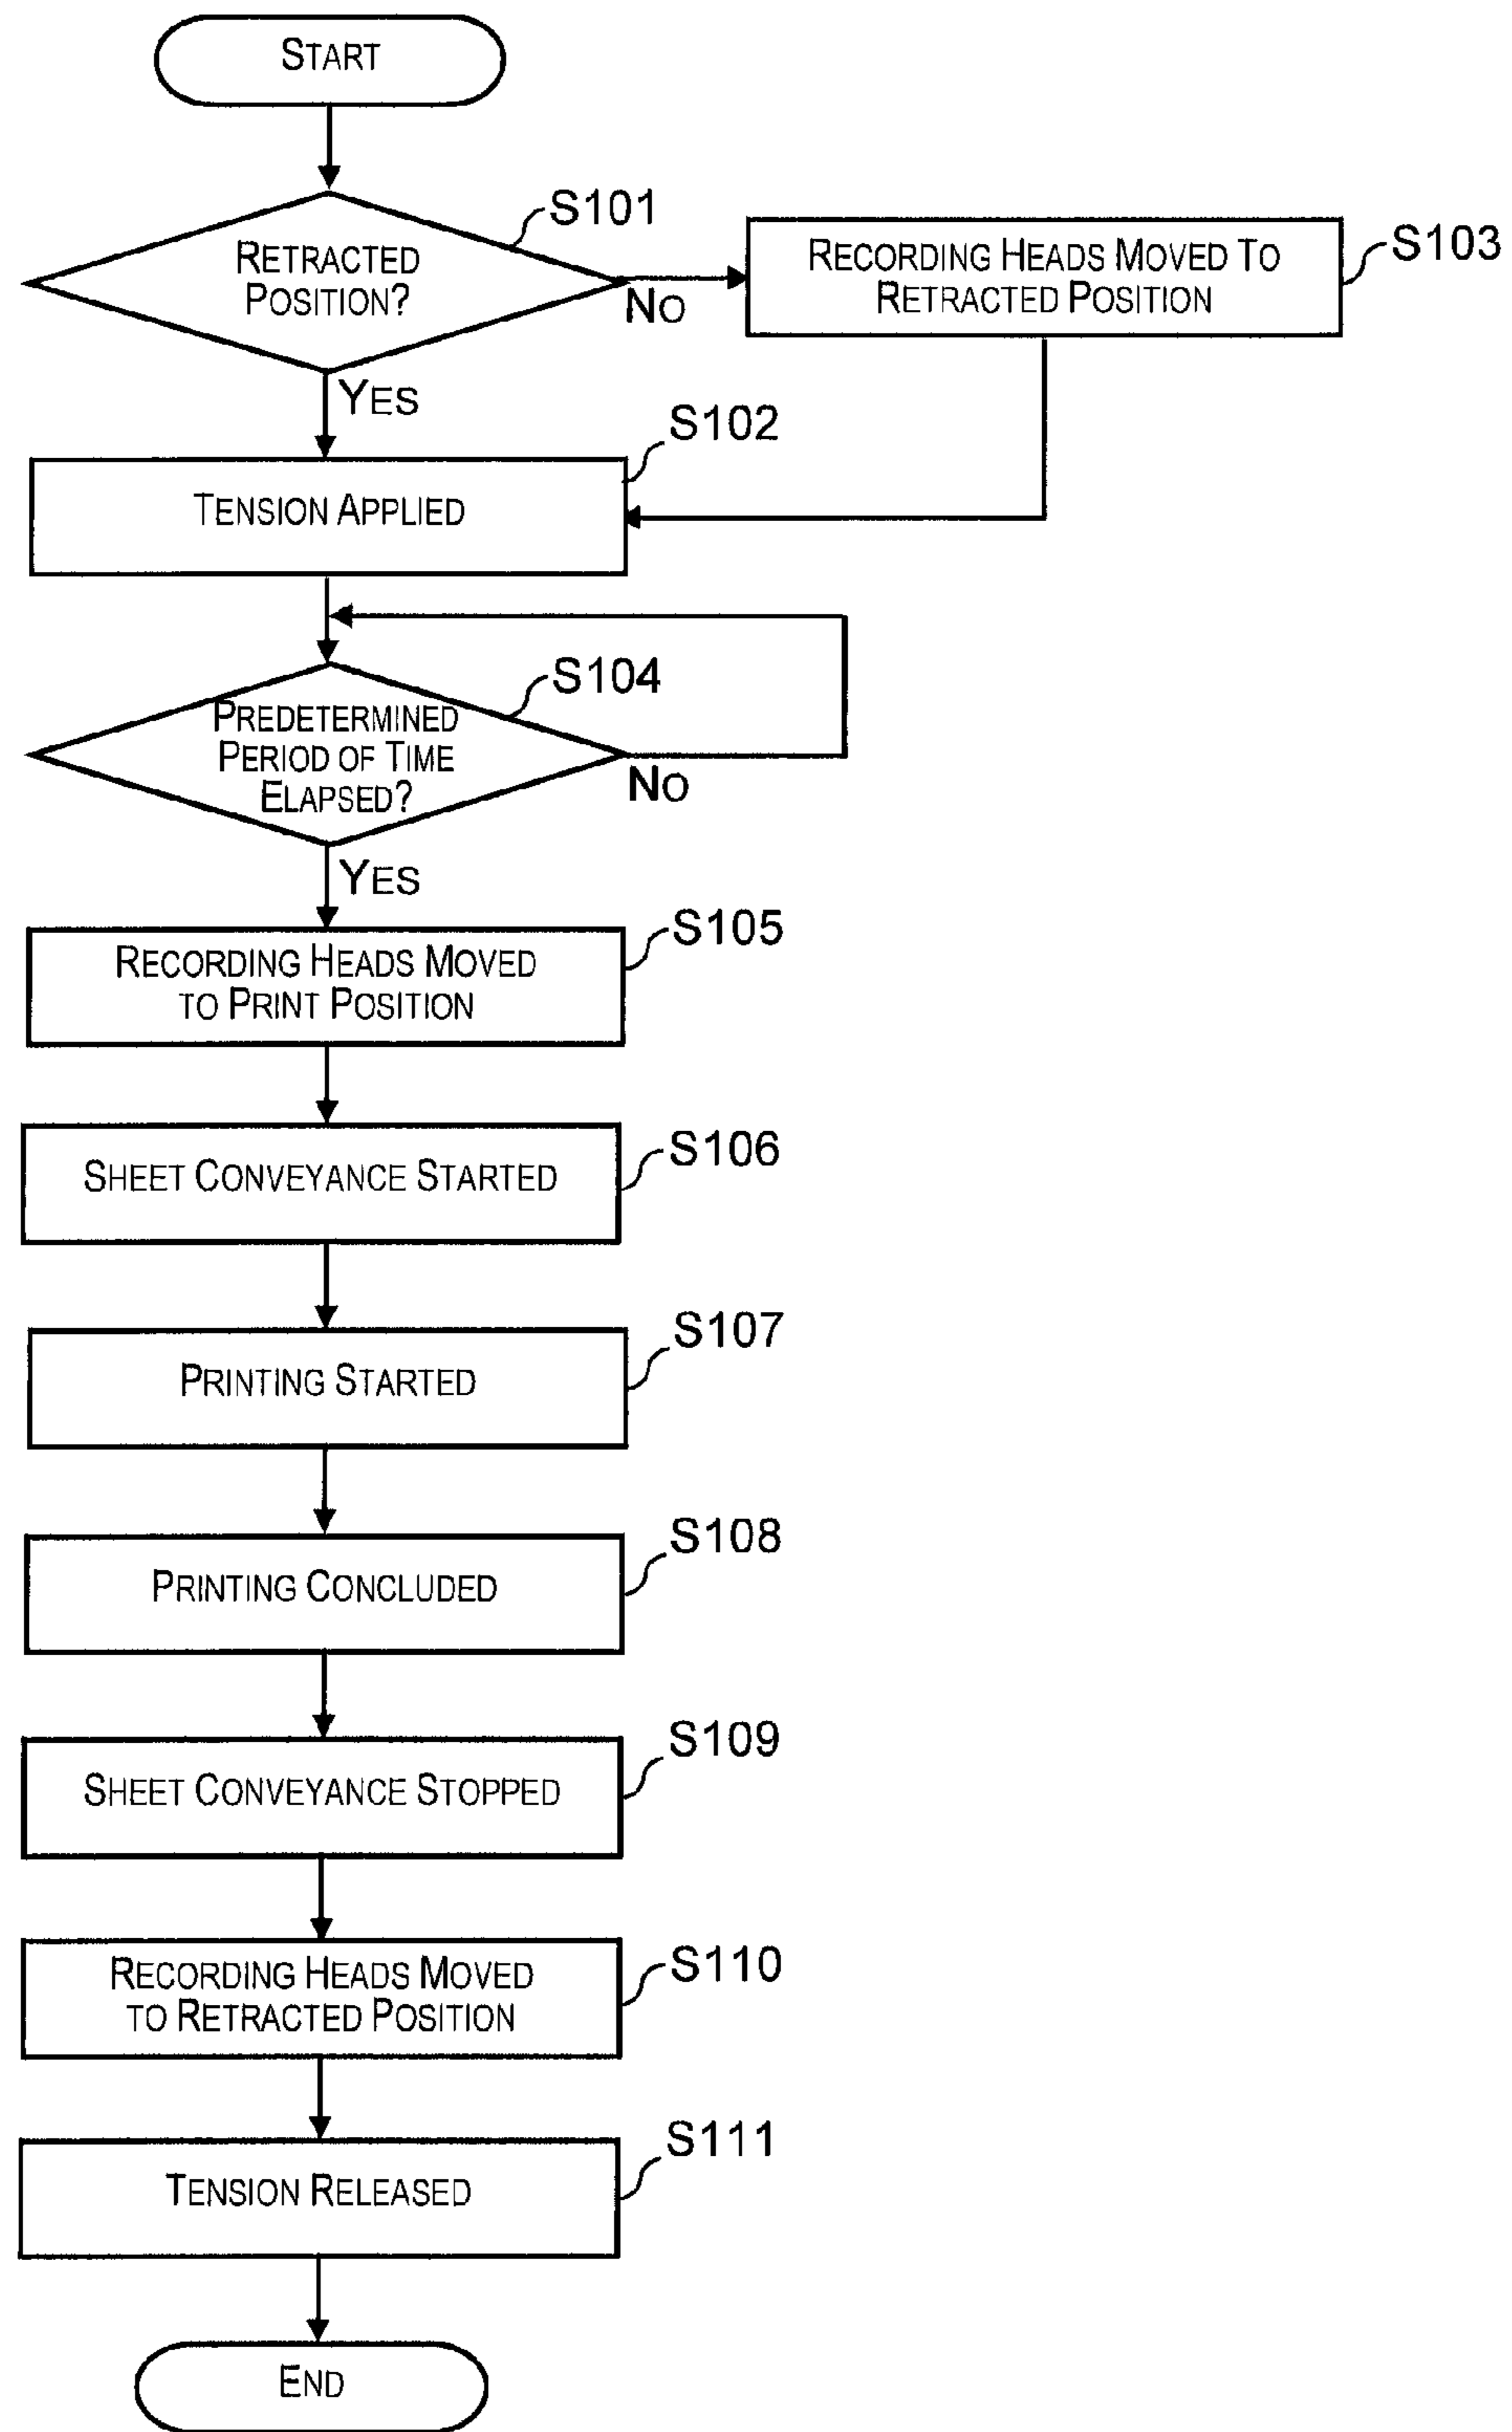 START
S101
RETRACTED
POSITION?
NO
RECORDING HEADS MOVED TO
RETRACTED POSITION
S103
YES
S102
TENSION APPLIED
S104
PREDETERMINED
PERIOD OF TIME
ELAPSED?
NO
YES
S105
RECORDING HEADS MOVED
TO PRINT POSITION
S106
SHEET CONVEYANCE STARTED
S107
PRINTING STARTED
S108
PRINTING CONCLUDED
S109
SHEET CONVEYANCE STOPPED
S110
RECORDING HEADS MOVED
TO RETRACTED POSITION
S111
TENSION RELEASED
END